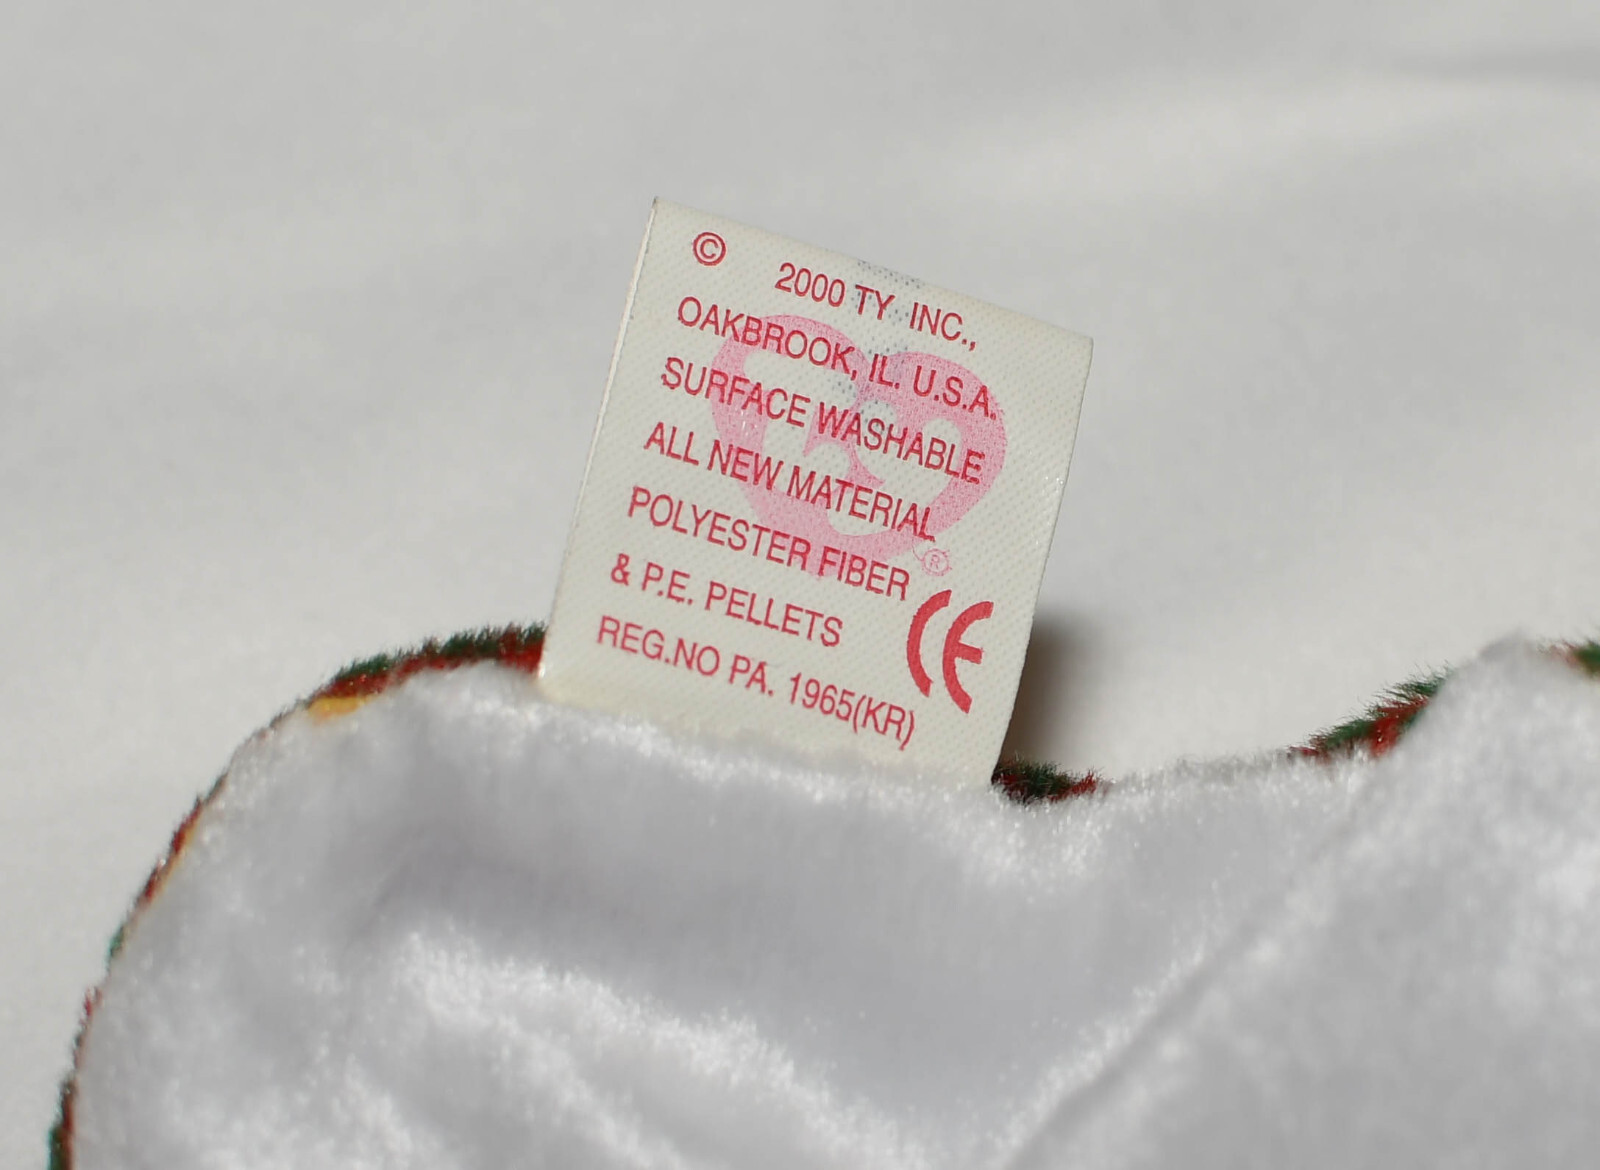 © 2000 TY INC.,
OAKBROOK, IL. U.S.A.
SURFACE WASHABLE
ALL NEW MATERIAL
POLYESTER FIBER
& P.E. PELLETS
REG.NO PA. 1965(KR)
CE
ty
®